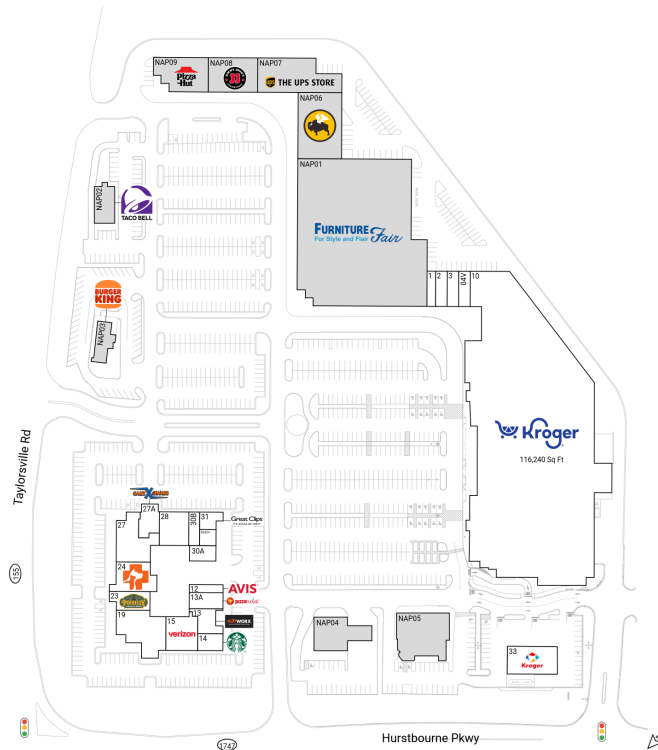 NAP09
Pizza
Hut
NAP08
JJ
NAP07
ups
THE UPS STORE
NAP06
NAP01
FURNITURE
Fair
For Style and Flair
NAP02
TACO BELL
BURGER
KING
NAP03
1
2
3
04V
10
Kroger
116,240 Sq Ft
Taylorsville Rd
155
27A
27
28
30B
31
Great Clips
30A
24
23
19
12
AVIS
13A
13
15
verizon
14
NAP04
NAP05
33
Kroger
1747
Hurstbourne Pkwy